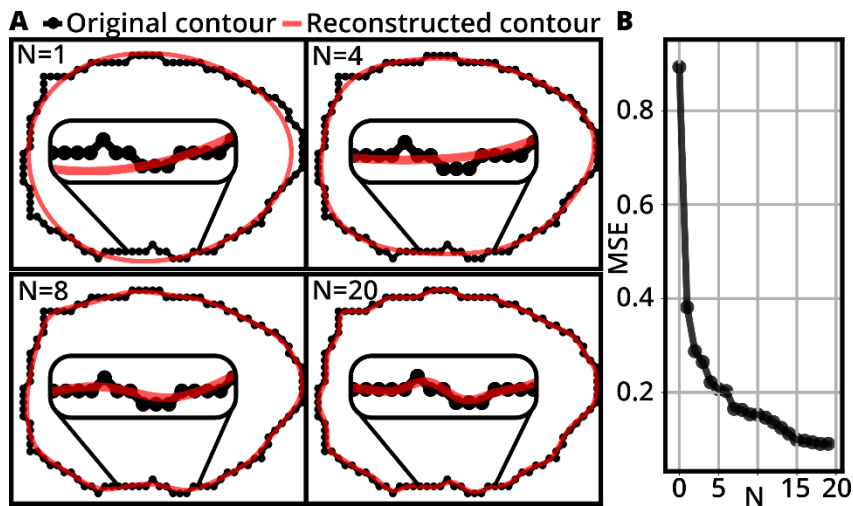 A Original contour Reconstructed contour B
N=1
N=4
N=8
N=20
MSE
0.8
0.6
0.4
0.2
0 5 15 20
N